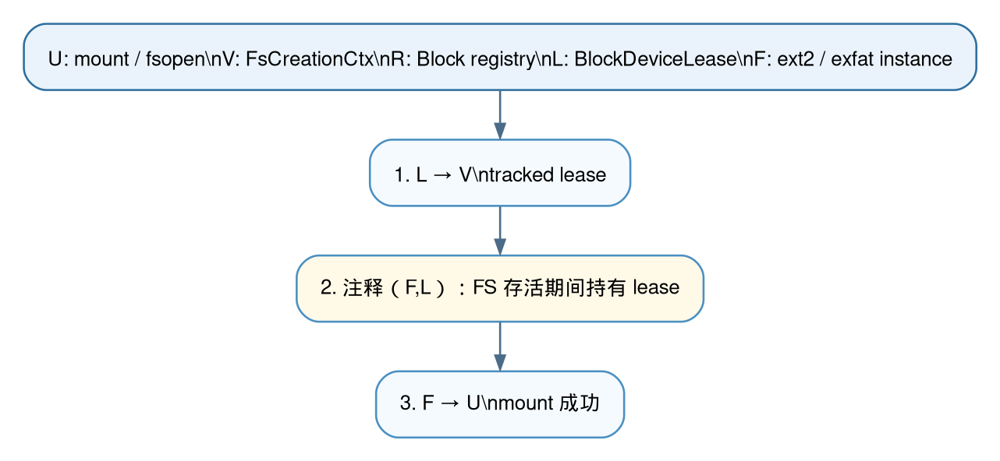 U: mount / fsopen\nV: FsCreationCtx\nR: Block registry\nL: BlockDeviceLease\nF: ext2 / exfat instance
1. L → V\ntracked lease
2. 注释（F,L）：FS 存活期间持有 lease
3. F → U\nmount 成功